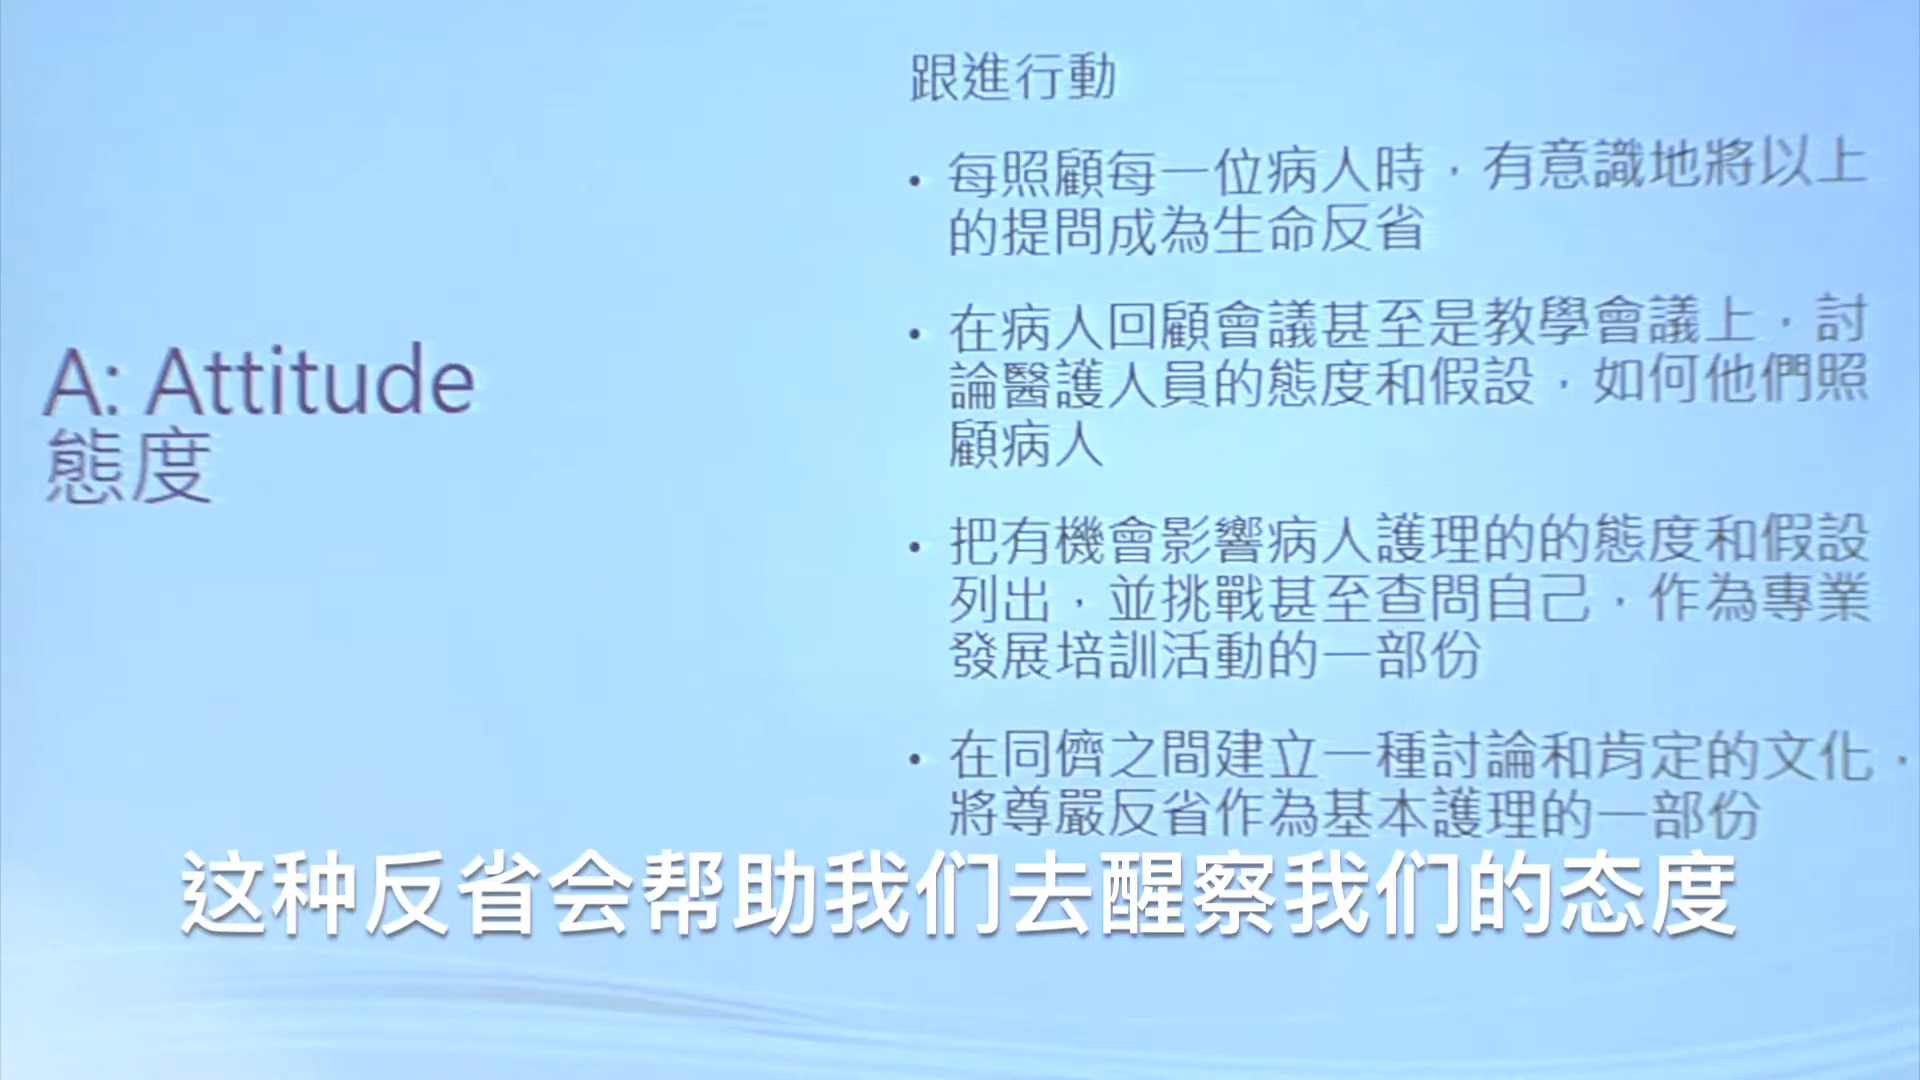 A: Attitude
態度
跟進行動
• 每照顧每一位病人時，有意識地將以上
的提問成為生命反省
• 在病人回顧會議甚至是教學會議上，討
論醫護人員的態度和假設，如何他們照
顧病人
• 把有機會影響病人護理的的態度和假設
列出，並挑戰甚至查問自己，作為專業
發展培訓活動的一部份
• 在同儕之間建立一種討論和肯定的文化，
將尊嚴反省作為基本護理的一部份
这种反省会帮助我们去醒察我们的态度